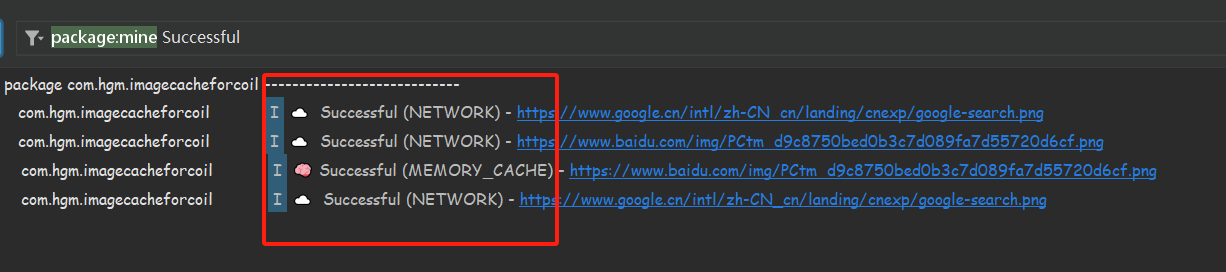 package:mine Successful
package com.hgm.imagecacheforcoil ------------------------------
com.hgm.imagecacheforcoil I ☁ Successful (NETWORK) - https://www.google.cn/intl/zh-CN_cn/landing/cnexp/google-search.png
com.hgm.imagecacheforcoil I ☁ Successful (NETWORK) - https://www.baidu.com/img/PCtm_d9c8750bed0b3c7d089fa7d55720d6cf.png
com.hgm.imagecacheforcoil I 🧠 Successful (MEMORY_CACHE) - https://www.baidu.com/img/PCtm_d9c8750bed0b3c7d089fa7d55720d6cf.png
com.hgm.imagecacheforcoil I ☁ Successful (NETWORK) - https://www.google.cn/intl/zh-CN_cn/landing/cnexp/google-search.png